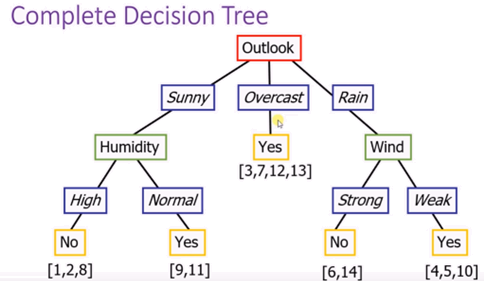 Complete Decision Tree
Outlook
Sunny Overcast Rain
Humidity Yes Wind
[3,7,12,13]
High Normal Strong Weak
No Yes No Yes
[1,2,8] [9,11] [6,14] [4,5,10]